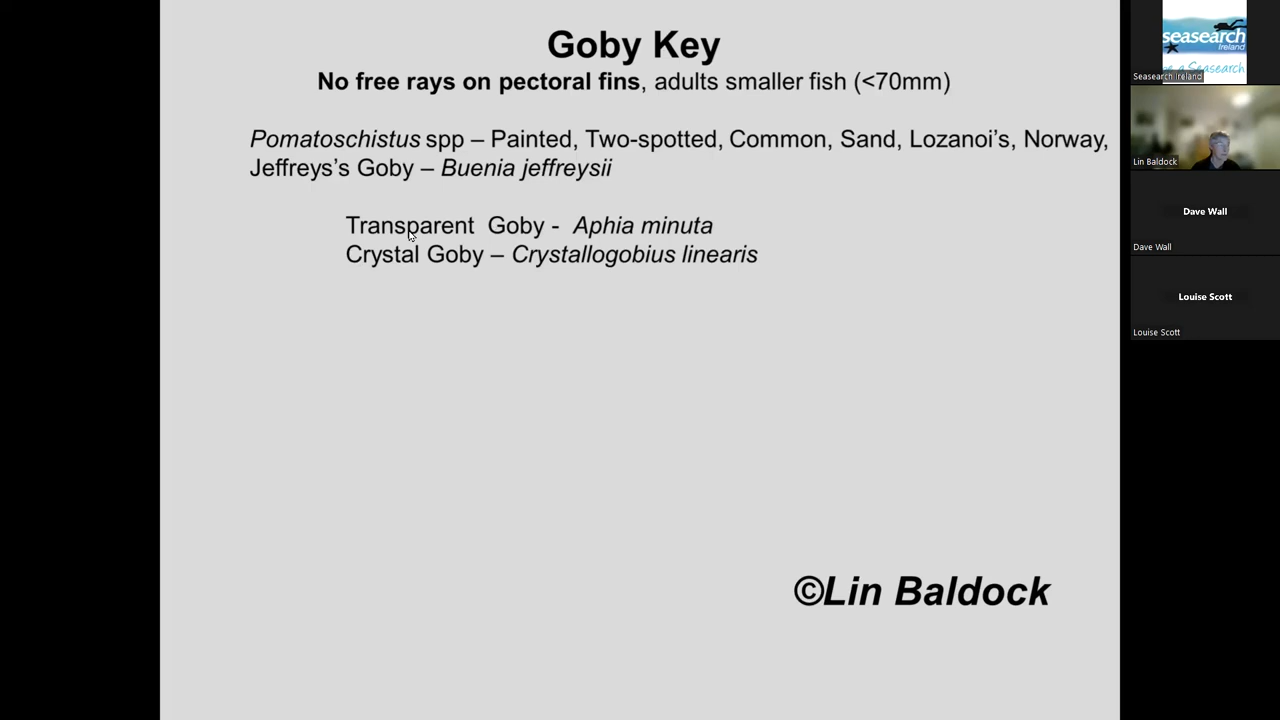 Goby Key
No free rays on pectoral fins, adults smaller fish (<70mm)
Pomatoschistus spp – Painted, Two-spotted, Common, Sand, Lozanoi's, Norway,
Jeffreys's Goby – Buenia jeffreysii
Transparent  Goby -  Aphia minuta
Crystal Goby – Crystallogobius linearis
©Lin Baldock
seasearch
Ireland
e a Seasearch
Seasearch Ireland
Lin Baldock
Dave Wall
Dave Wall
Louise Scott
Louise Scott